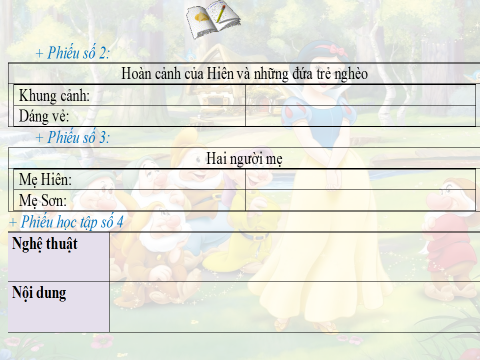 + Phiếu số 2:
Hoàn cảnh của Hiên và những đứa trẻ nghèo
Khung cảnh:
Dáng vẻ:
+ Phiếu số 3:
Hai người mẹ
Mẹ Hiên:
Mẹ Sơn:
+ Phiếu học tập số 4
Nghệ thuật
Nội dung